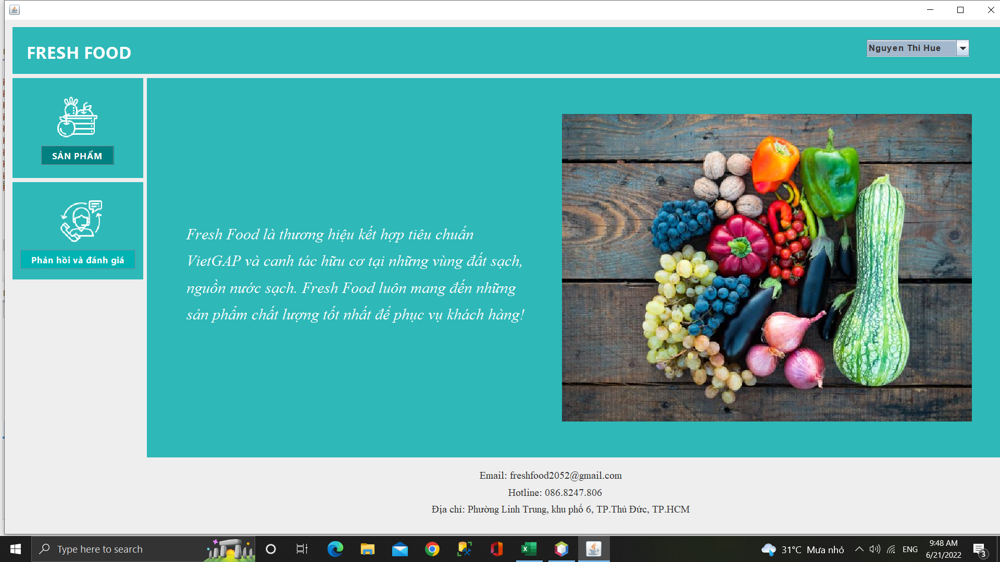 FRESH FOOD
Nguyen Thi Hue
SẢN PHẨM
Phản hồi và đánh giá
Fresh Food là thương hiệu kết hợp tiêu chuẩn
VietGAP và canh tác hữu cơ tại những vùng đất sạch,
nguồn nước sạch. Fresh Food luôn mang đến những
sản phẩm chất lượng tốt nhất để phục vụ khách hàng!
Email: freshfood2052@gmail.com
Hotline: 086.8247.806
Địa chỉ: Phường Linh Trung, khu phố 6, TP.Thủ Đức, TP.HCM
Type here to search
31°C Mưa nhỏ
ENG
9:48 AM
6/21/2022
3